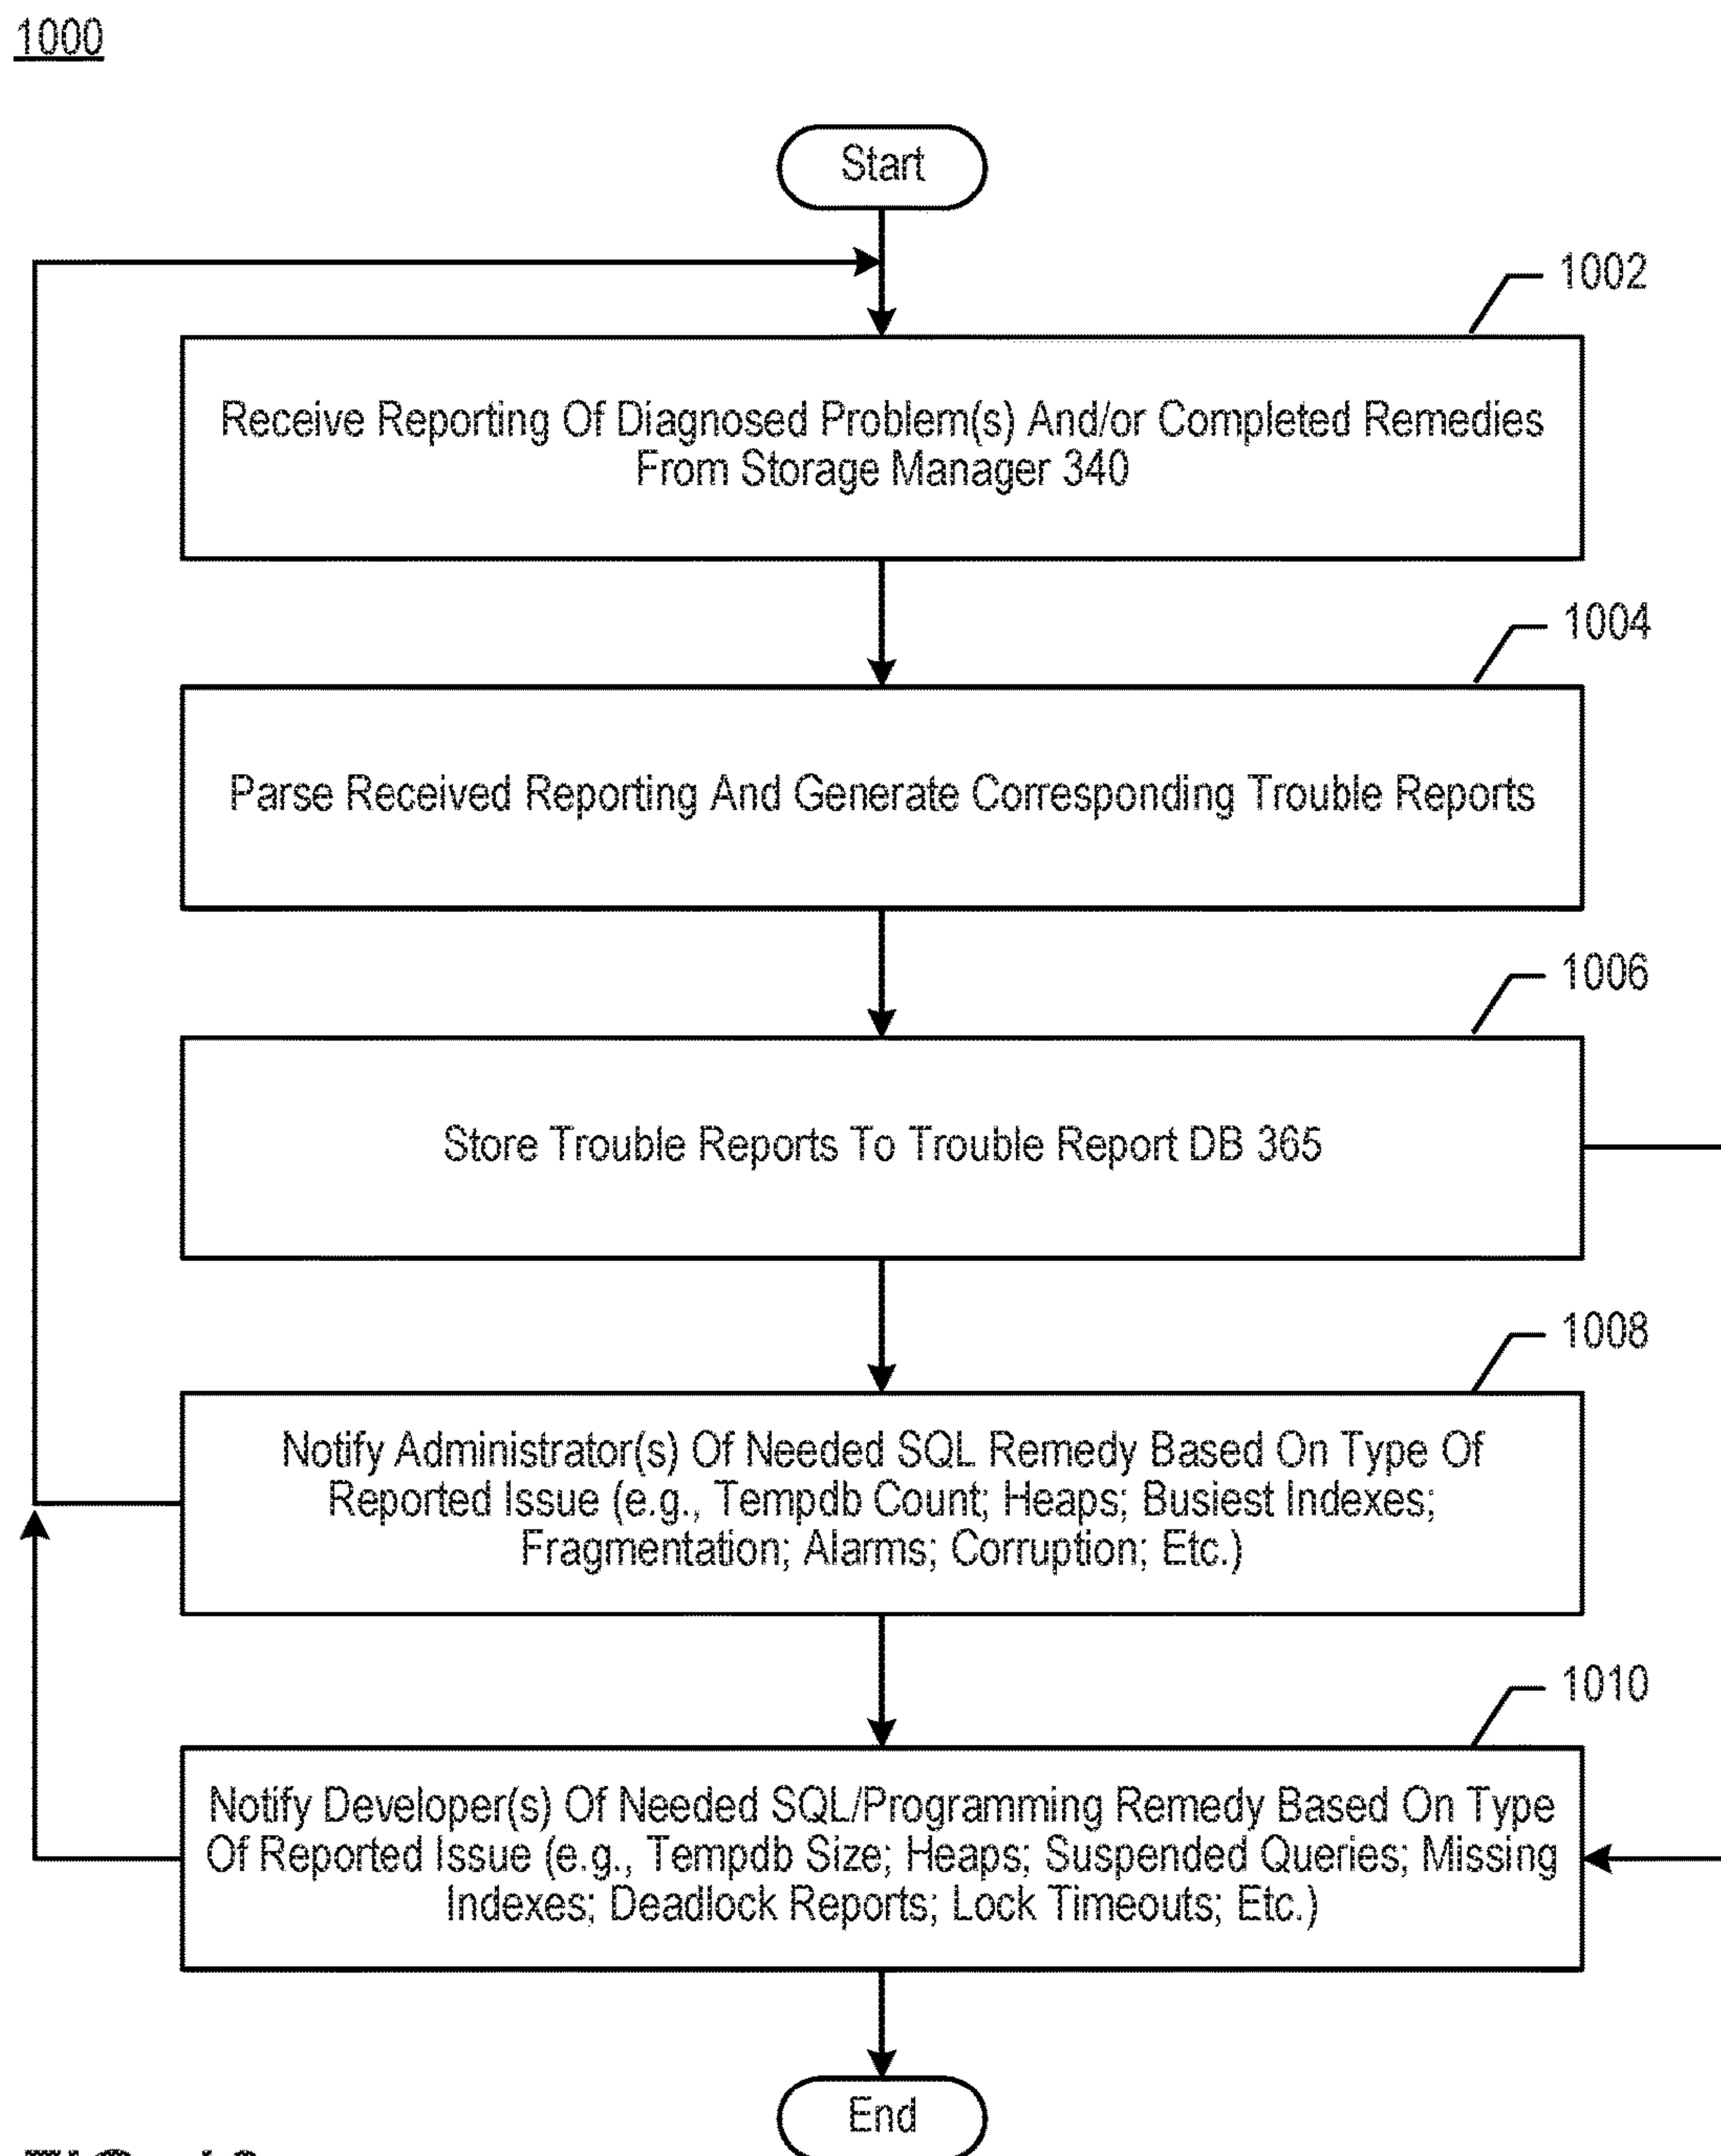 1000
Start
1002
Receive Reporting Of Diagnosed Problem(s) And/or Completed Remedies
From Storage Manager 340
1004
Parse Received Reporting And Generate Corresponding Trouble Reports
1006
Store Trouble Reports To Trouble Report DB 365
1008
Notify Administrator(s) Of Needed SQL Remedy Based On Type Of
Reported Issue (e.g., Tempdb Count; Heaps; Busiest Indexes;
Fragmentation; Alarms; Corruption; Etc.)
1010
Notify Developer(s) Of Needed SQL/Programming Remedy Based On Type
Of Reported Issue (e.g., Tempdb Size; Heaps; Suspended Queries; Missing
Indexes; Deadlock Reports; Lock Timeouts; Etc.)
End